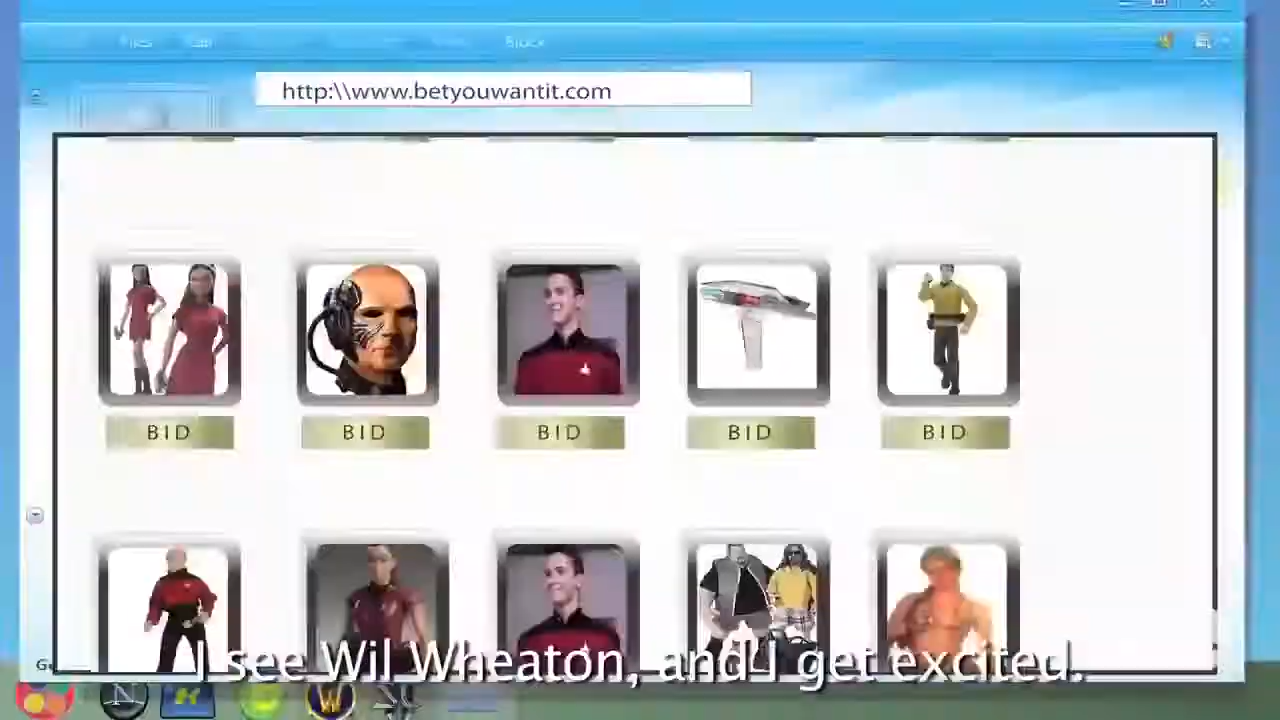 http:\\www.betyouwantit.com
BID BID BID BID BID
I see Wil Wheaton, and I get excited.